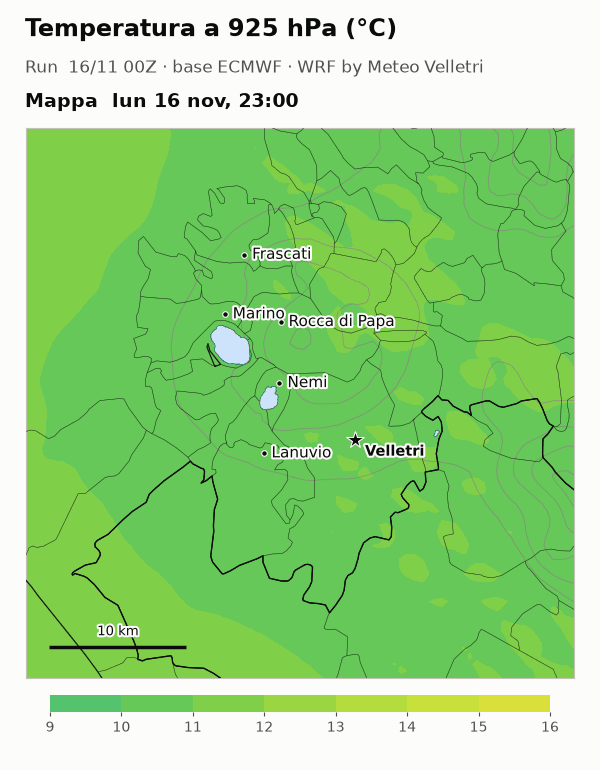 Temperatura a 925 hPa (°C)
Run  16/11 00Z · base ECMWF · WRF by Meteo Velletri
Mappa  lun 16 nov, 23:00
Frascati
Marino
Rocca di Papa
Nemi
Velletri
Lanuvio
10 km
9 10 11 12 13 14 15 16